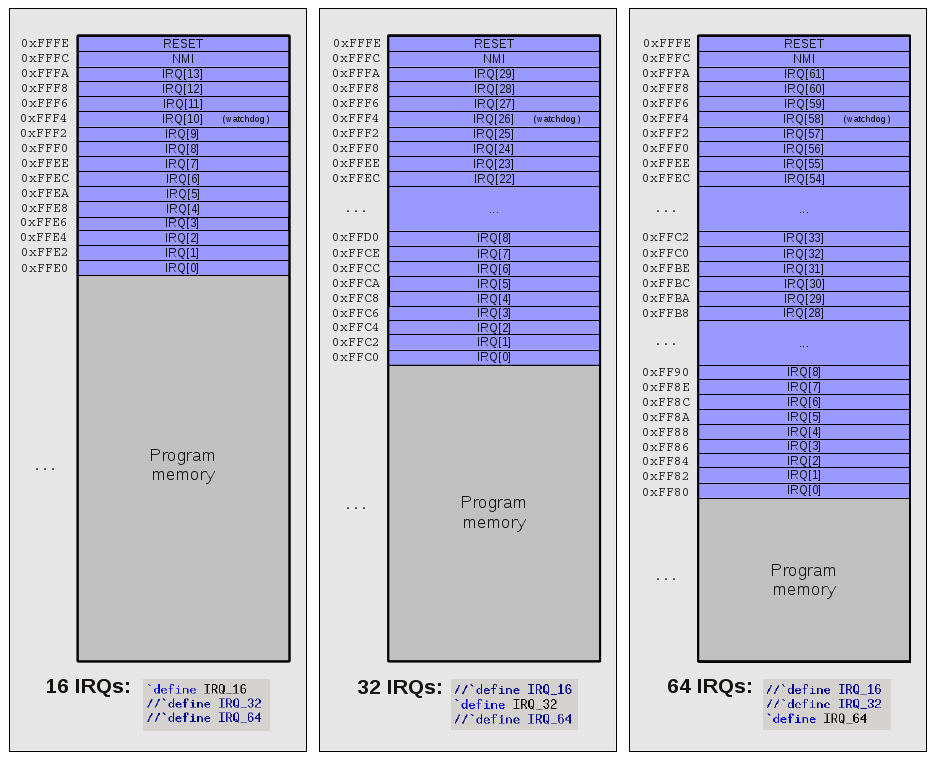 0xFFFE RESET
0xFFFC NMI
0xFFFA IRQ[13]
0xFFF8 IRQ[12]
0xFFF6 IRQ[11]
0xFFF4 IRQ[10] (watchdog)
0xFFF2 IRQ[9]
0xFFF0 IRQ[8]
0xFFEE IRQ[7]
0xFFEC IRQ[6]
0xFFEA IRQ[5]
0xFFE8 IRQ[4]
0xFFE6 IRQ[3]
0xFFE4 IRQ[2]
0xFFE2 IRQ[1]
0xFFE0 IRQ[0]
Program
... memory
16 IRQs:
`define IRQ_16
//`define IRQ_32
//`define IRQ_64
0xFFFE RESET
0xFFFC NMI
0xFFFA IRQ[29]
0xFFF8 IRQ[28]
0xFFF6 IRQ[27]
0xFFF4 IRQ[26] (watchdog)
0xFFF2 IRQ[25]
0xFFF0 IRQ[24]
0xFFEE IRQ[23]
0xFFEC IRQ[22]
... ...
0xFFD0 IRQ[8]
0xFFCE IRQ[7]
0xFFCC IRQ[6]
0xFFCA IRQ[5]
0xFFC8 IRQ[4]
0xFFC6 IRQ[3]
0xFFC4 IRQ[2]
0xFFC2 IRQ[1]
0xFFC0 IRQ[0]
... Program
memory
32 IRQs:
//`define IRQ_16
`define IRQ_32
//`define IRQ_64
0xFFFE RESET
0xFFFC NMI
0xFFFA IRQ[61]
0xFFF8 IRQ[60]
0xFFF6 IRQ[59]
0xFFF4 IRQ[58] (watchdog)
0xFFF2 IRQ[57]
0xFFF0 IRQ[56]
0xFFEE IRQ[55]
0xFFEC IRQ[54]
... ...
0xFFC2 IRQ[33]
0xFFC0 IRQ[32]
0xFFBE IRQ[31]
0xFFBC IRQ[30]
0xFFBA IRQ[29]
0xFFB8 IRQ[28]
... ...
0xFF90 IRQ[8]
0xFF8E IRQ[7]
0xFF8C IRQ[6]
0xFF8A IRQ[5]
0xFF88 IRQ[4]
0xFF86 IRQ[3]
0xFF84 IRQ[2]
0xFF82 IRQ[1]
0xFF80 IRQ[0]
... Program
memory
64 IRQs:
//`define IRQ_16
//`define IRQ_32
`define IRQ_64